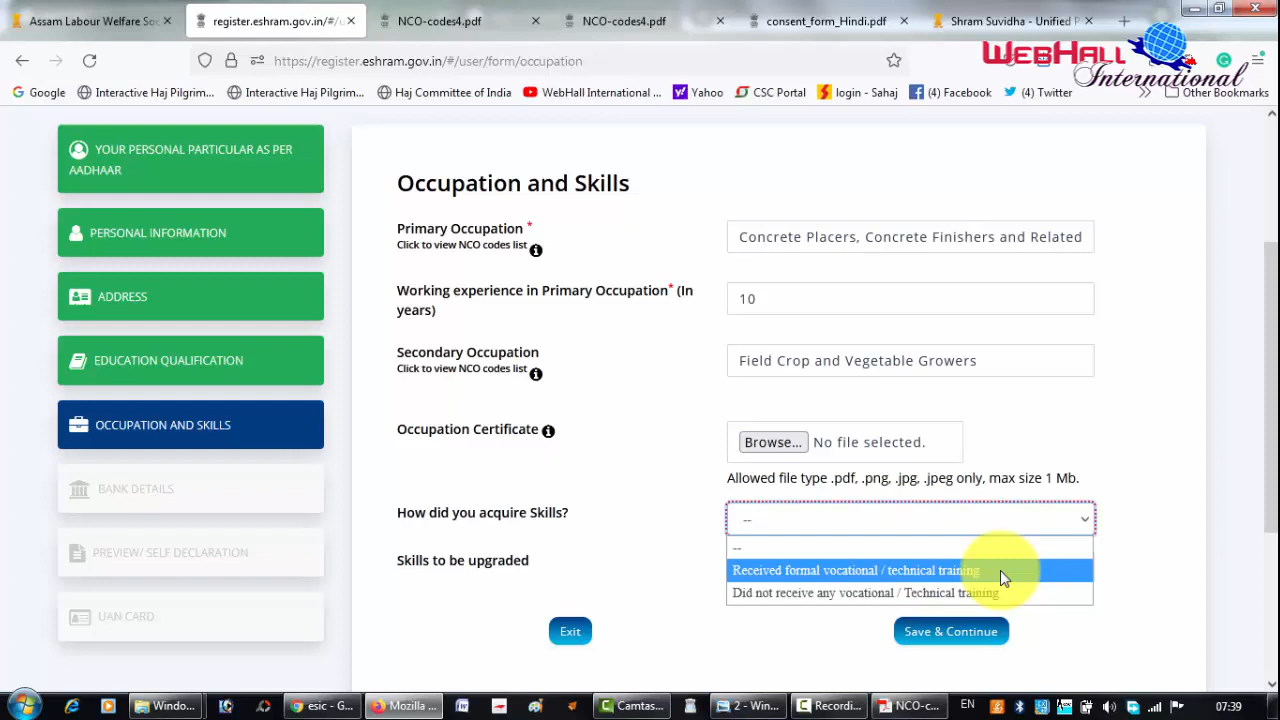 Assam Labour Welfare So
register.eshram.gov.in/#/u
NCO-codes4.pdf
NCO-codes4.pdf
consent_form_Hindi.pdf
Shram Suvidha - Unified P
WEBHALL
International
https://register.eshram.gov.in/#/user/form/occupation
Google
Interactive Haj Pilgrim...
Interactive Haj Pilgrim...
Haj Committee of India
WebHall International ...
Yahoo
CSC Portal
login - Sahaj
(4) Facebook
(4) Twitter
Other Bookmarks
YOUR PERSONAL PARTICULAR AS PER
AADHAAR
PERSONAL INFORMATION
ADDRESS
EDUCATION QUALIFICATION
OCCUPATION AND SKILLS
BANK DETAILS
PREVIEW/ SELF DECLARATION
UAN CARD
Occupation and Skills
Primary Occupation *
Click to view NCO codes list
Concrete Placers, Concrete Finishers and Related
Working experience in Primary Occupation* (In
years)
10
Secondary Occupation
Click to view NCO codes list
Field Crop and Vegetable Growers
Occupation Certificate
Browse... No file selected.
Allowed file type .pdf, .png, .jpg, .jpeg only, max size 1 Mb.
How did you acquire Skills?
--
--
Received formal vocational / technical training
Did not receive any vocational / Technical training
Skills to be upgraded
Exit
Save & Continue
Windo...
esic - G...
Mozilla ...
Camtas...
2 - Win...
Recordi...
NCO-c...
EN
07:39